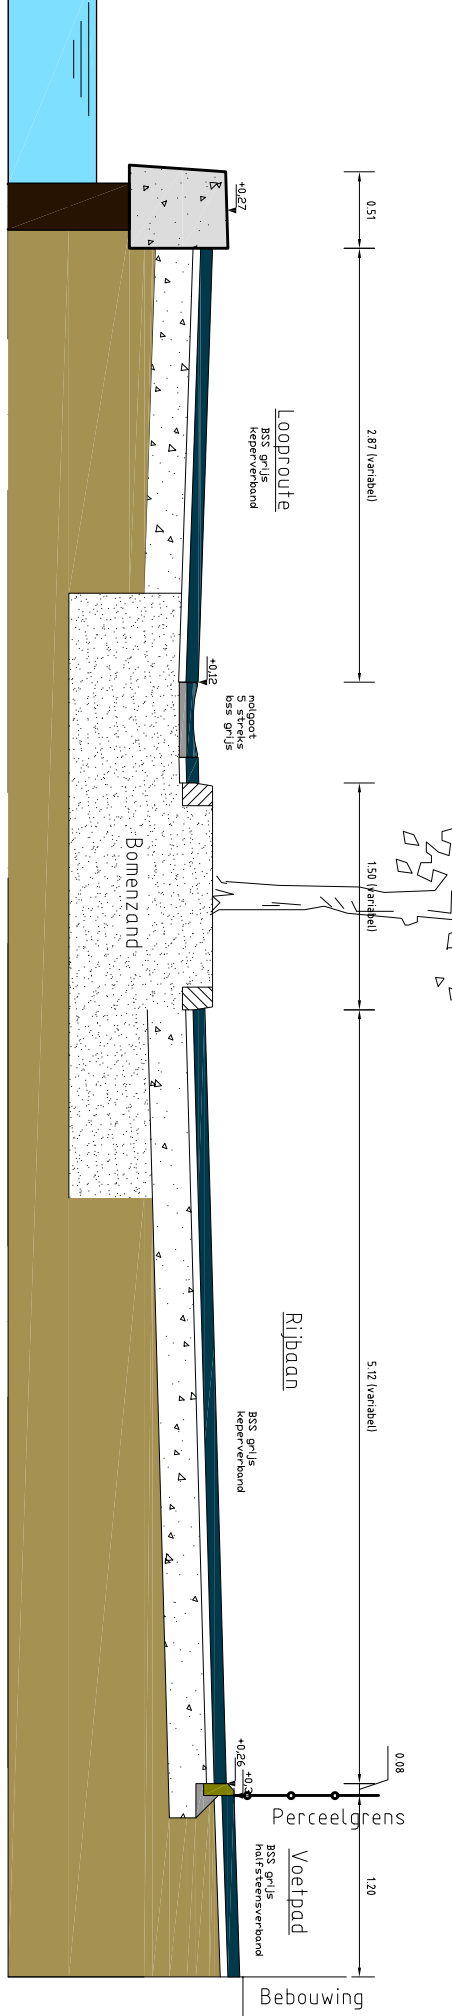 0.51
+0,27
2.87 (variabel)
Looproute
BSS grijs
keperverband
+0,12
molgoot
5 streks
bss grijs
1.50 (variabel)
Bomenzand
5.12 (variabel)
Rijbaan
BSS grijs
keperverband
0.08
+0,26
Perceelgrens
1.20
Voetpad
BSS grijs
halfsteensverband
Bebouwing